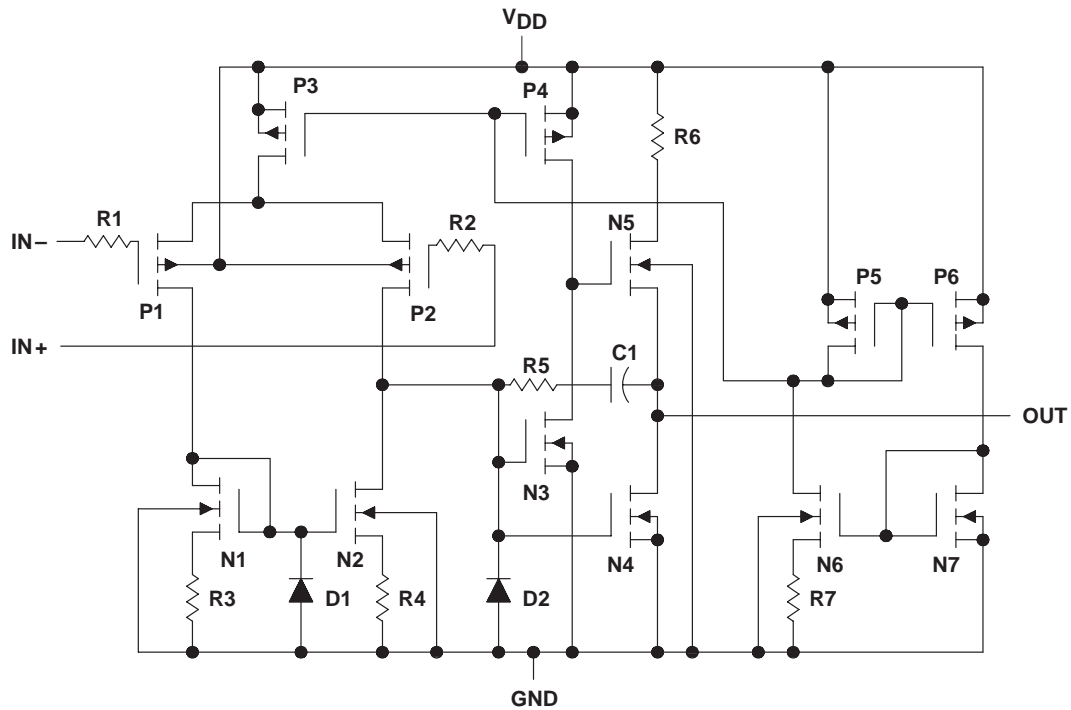 VDD
P3
P4
R6
R1
R2
N5
IN−
P5
P6
P1
P2
IN+
R5
C1
OUT
N3
N1
N2
N4
N6
N7
R3
D1
R4
D2
R7
GND